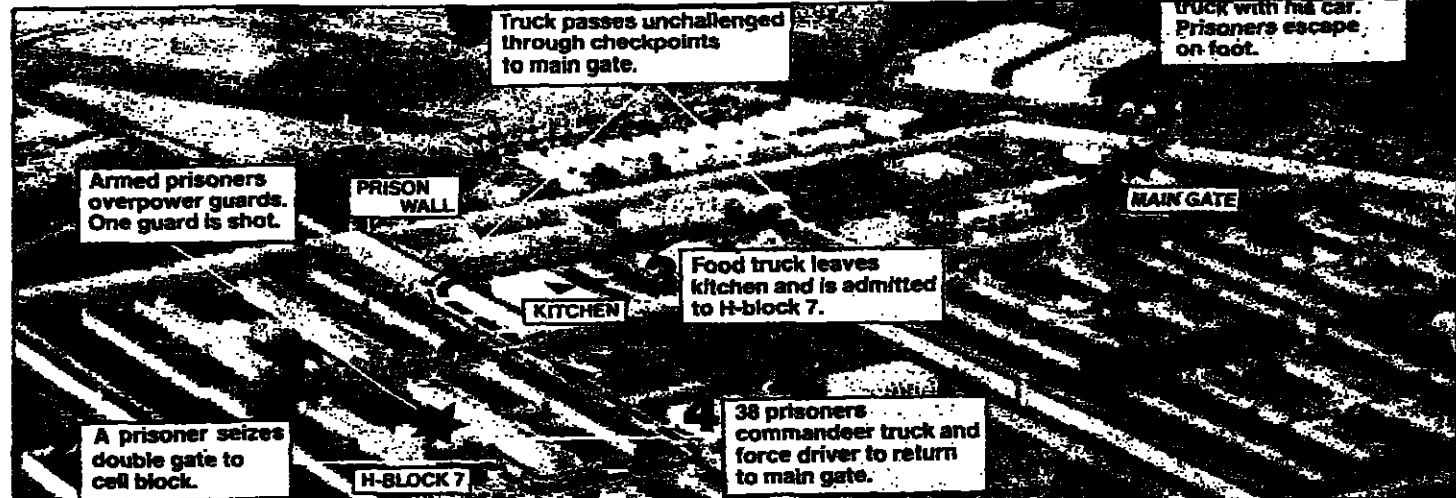 Truck passes unchallenged
through checkpoints
to main gate.
truck with his car.
Prisoners escape
on foot.
Armed prisoners
overpower guards.
One guard is shot.
PRISON
WALL
MAIN GATE
Food truck leaves
kitchen and is admitted
to H-block 7.
KITCHEN
38 prisoners
commandeer truck and
force driver to return
to main gate.
A prisoner seizes
double gate to
cell block.
H-BLOCK 7